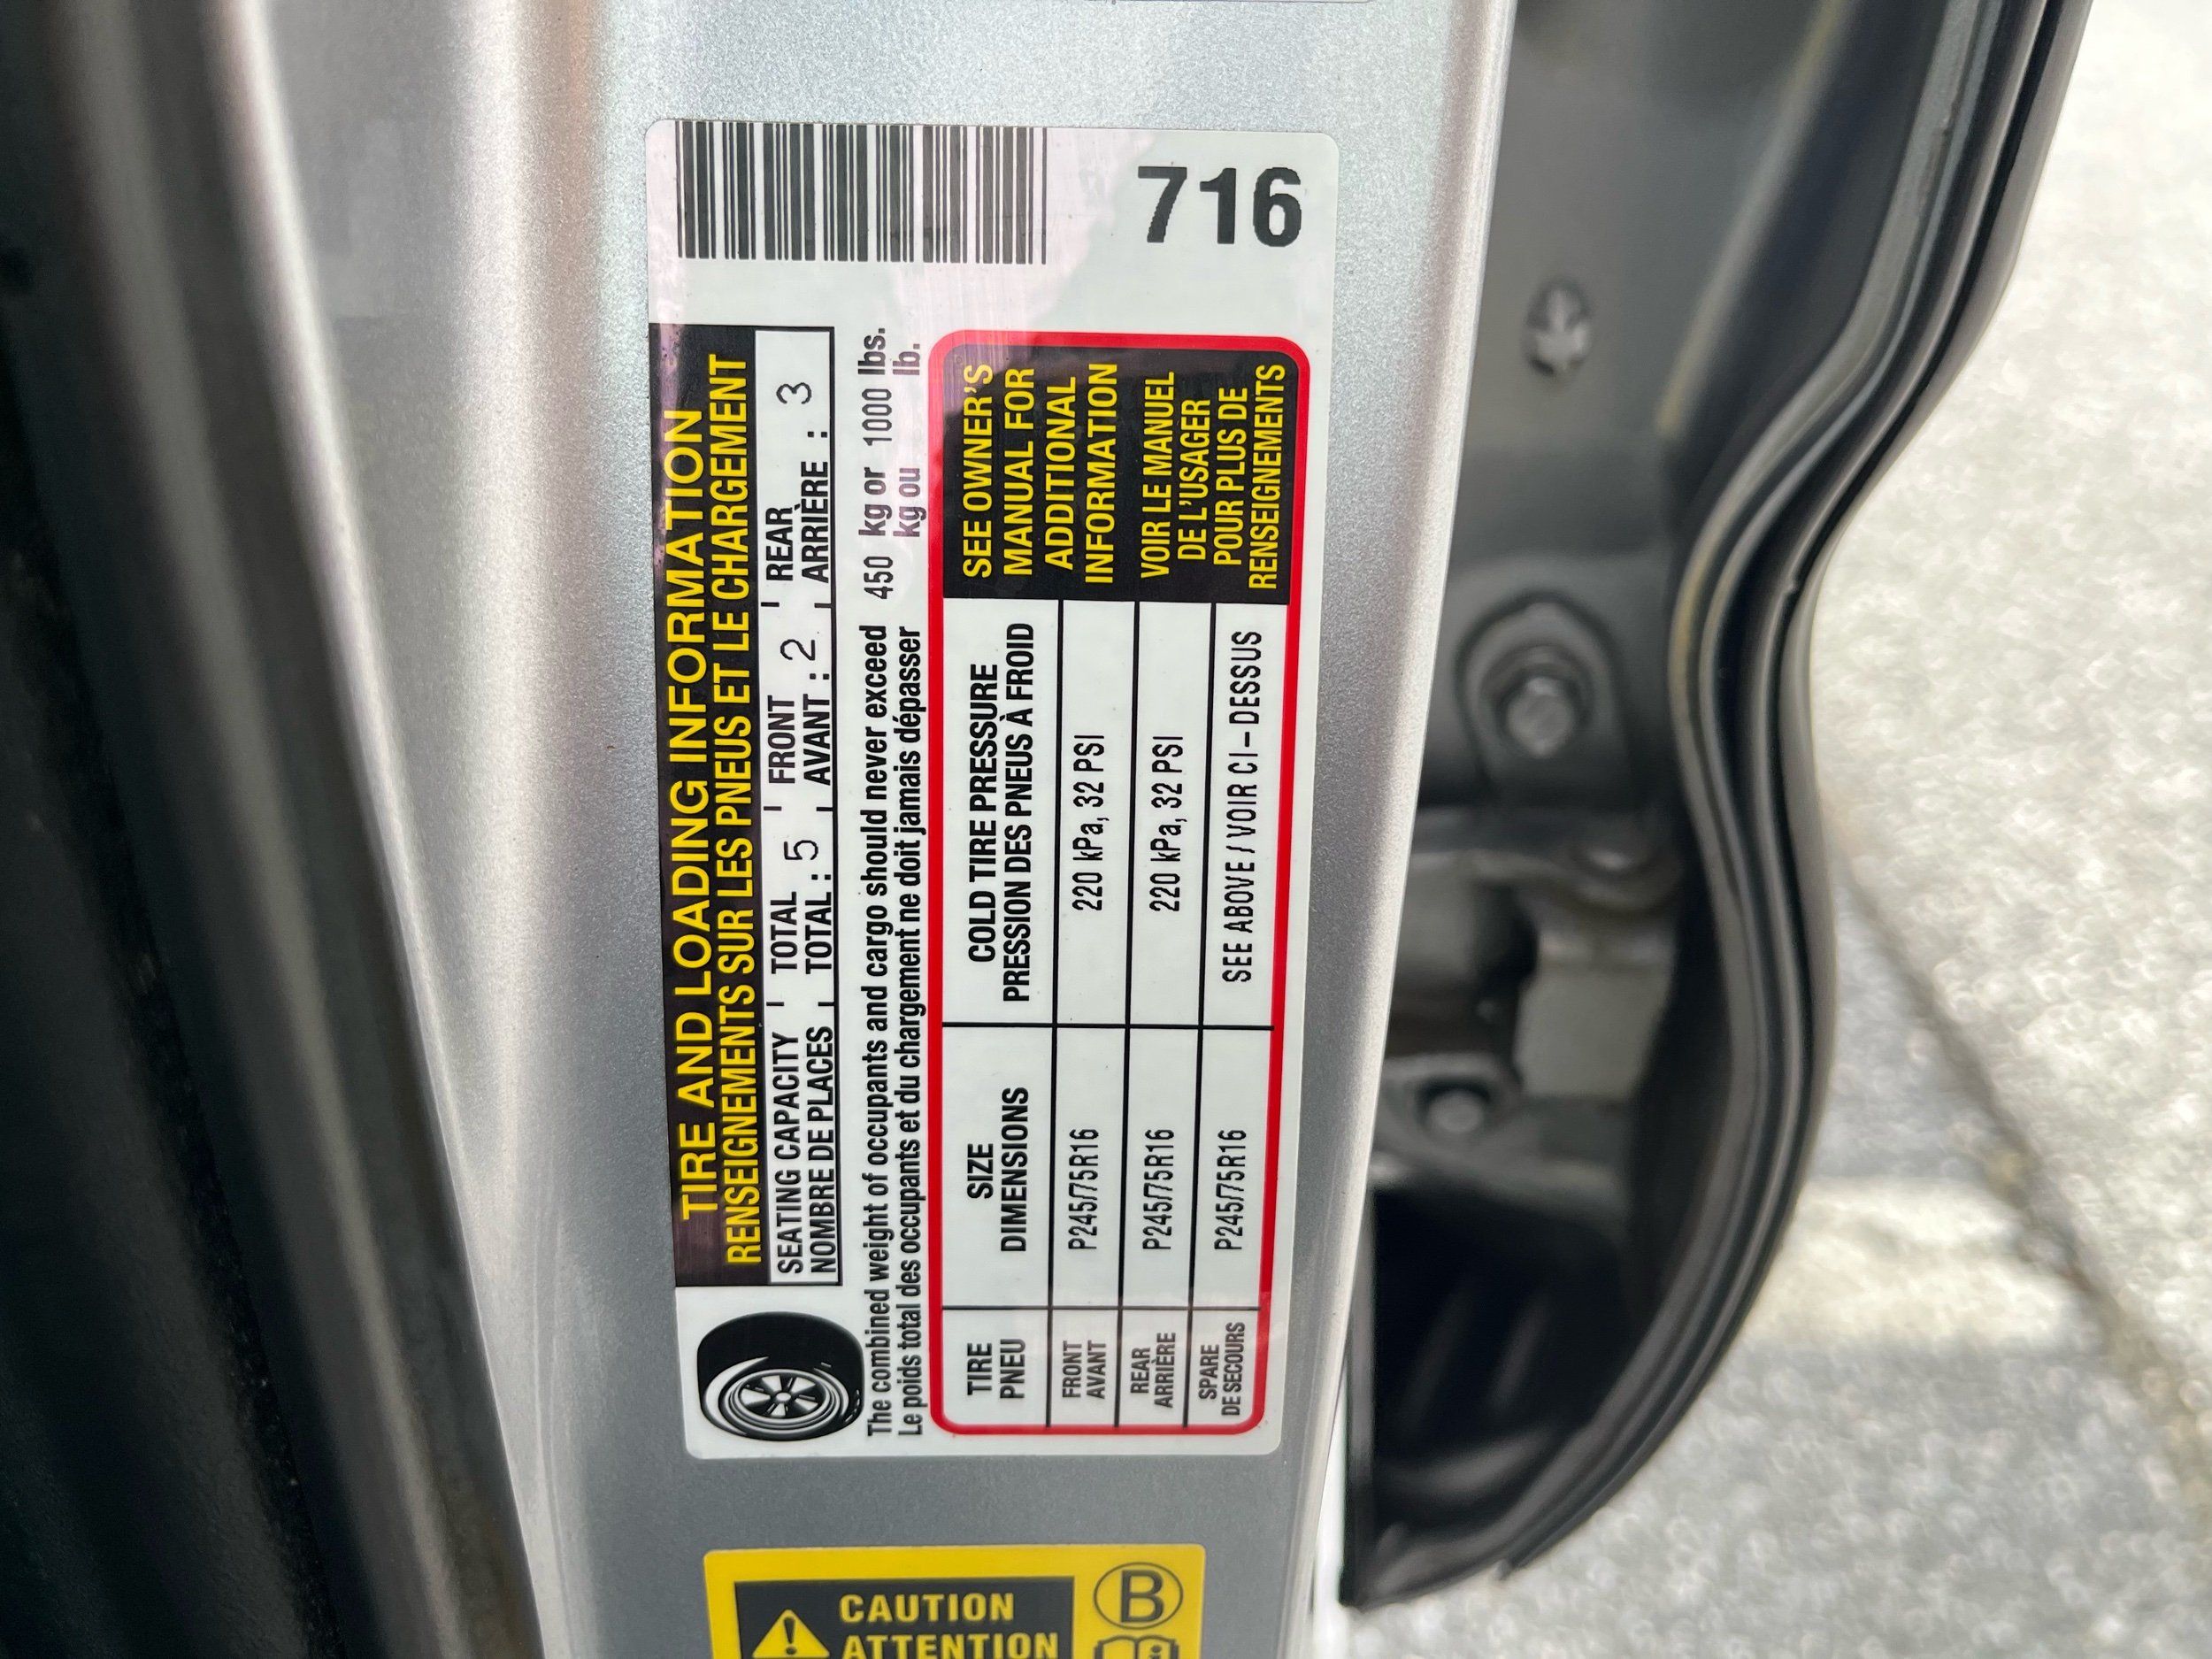 716
TIRE AND LOADING INFORMATION
RENSEIGNEMENTS SUR LES PNEUS ET LE CHARGEMENT
SEATING CAPACITY TOTAL FRONT REAR
NOMBRE DE PLACES TOTAL : 5 AVANT : 2 ARRIÈRE : 3
The combined weight of occupants and cargo should never exceed 450 kg or 1000 lbs.
Le poids total des occupants et du chargement ne doit jamais dépasser kg ou lb.
TIRE
PNEU
SIZE
DIMENSIONS
COLD TIRE PRESSURE
PRESSION DES PNEUS À FROID
FRONT
AVANT
P245/75R16
220 kPa, 32 PSI
REAR
ARRIÈRE
P245/75R16
220 kPa, 32 PSI
SPARE
DE SECOURS
P245/75R16
SEE ABOVE / VOIR CI-DESSUS
SEE OWNER'S
MANUAL FOR
ADDITIONAL
INFORMATION
VOIR LE MANUEL
DE L'USAGER
POUR PLUS DE
RENSEIGNEMENTS
CAUTION
ATTENTION
B